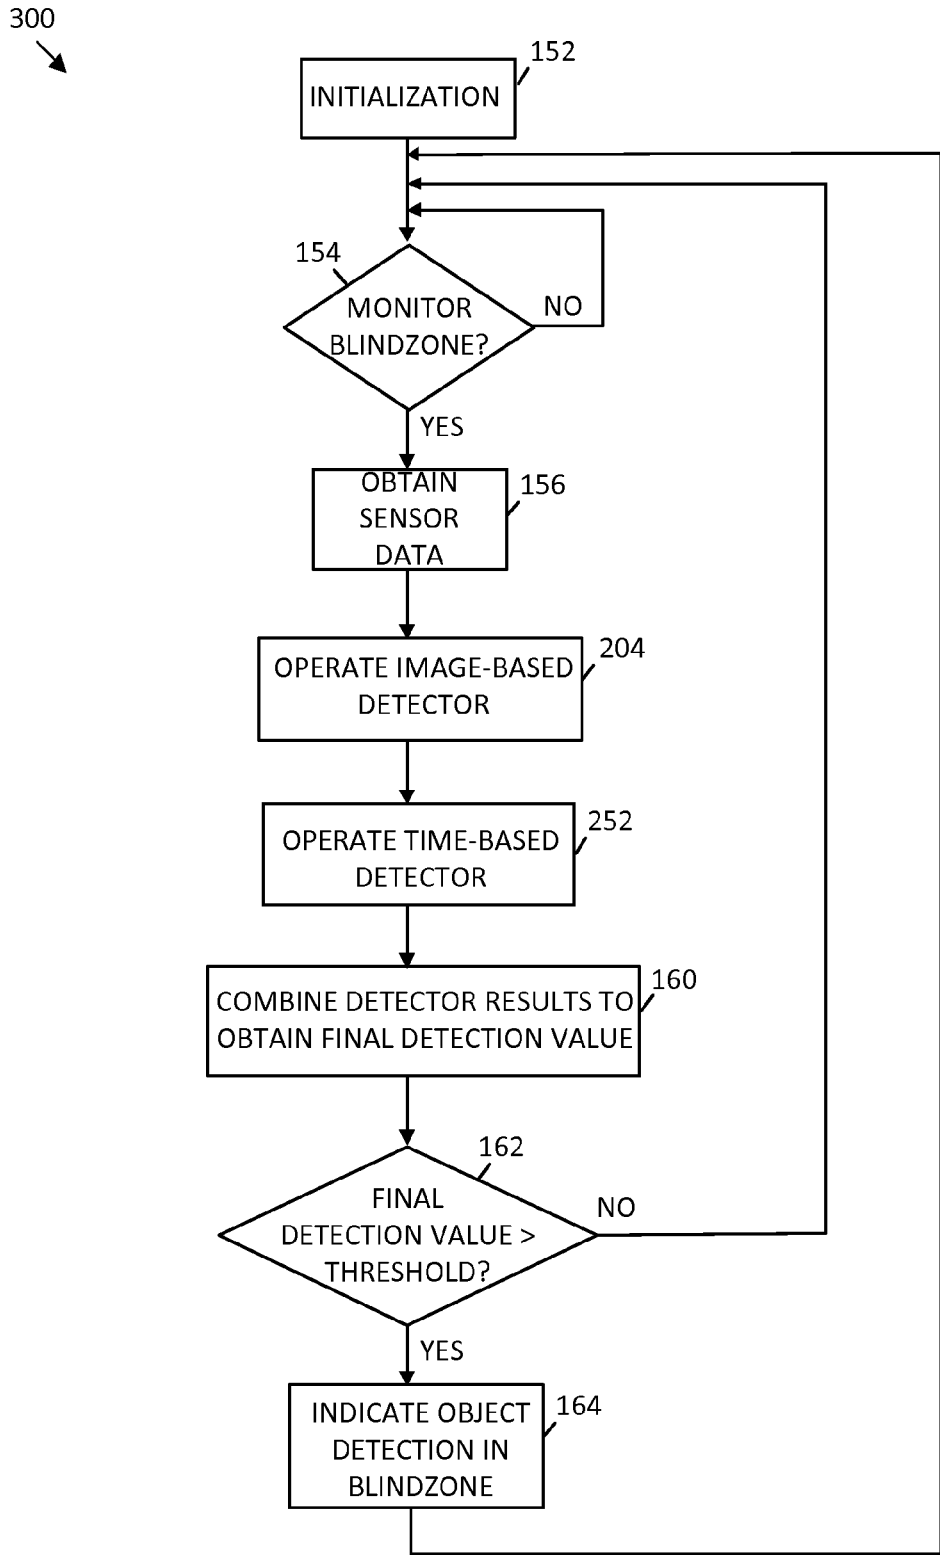 300
152
INITIALIZATION
154
MONITOR
BLINDZONE?
NO
YES
OBTAIN
SENSOR
DATA
156
OPERATE IMAGE-BASED
DETECTOR
204
OPERATE TIME-BASED
DETECTOR
252
COMBINE DETECTOR RESULTS TO
OBTAIN FINAL DETECTION VALUE
160
162
FINAL
DETECTION VALUE >
THRESHOLD?
NO
YES
INDICATE OBJECT
DETECTION IN
BLINDZONE
164